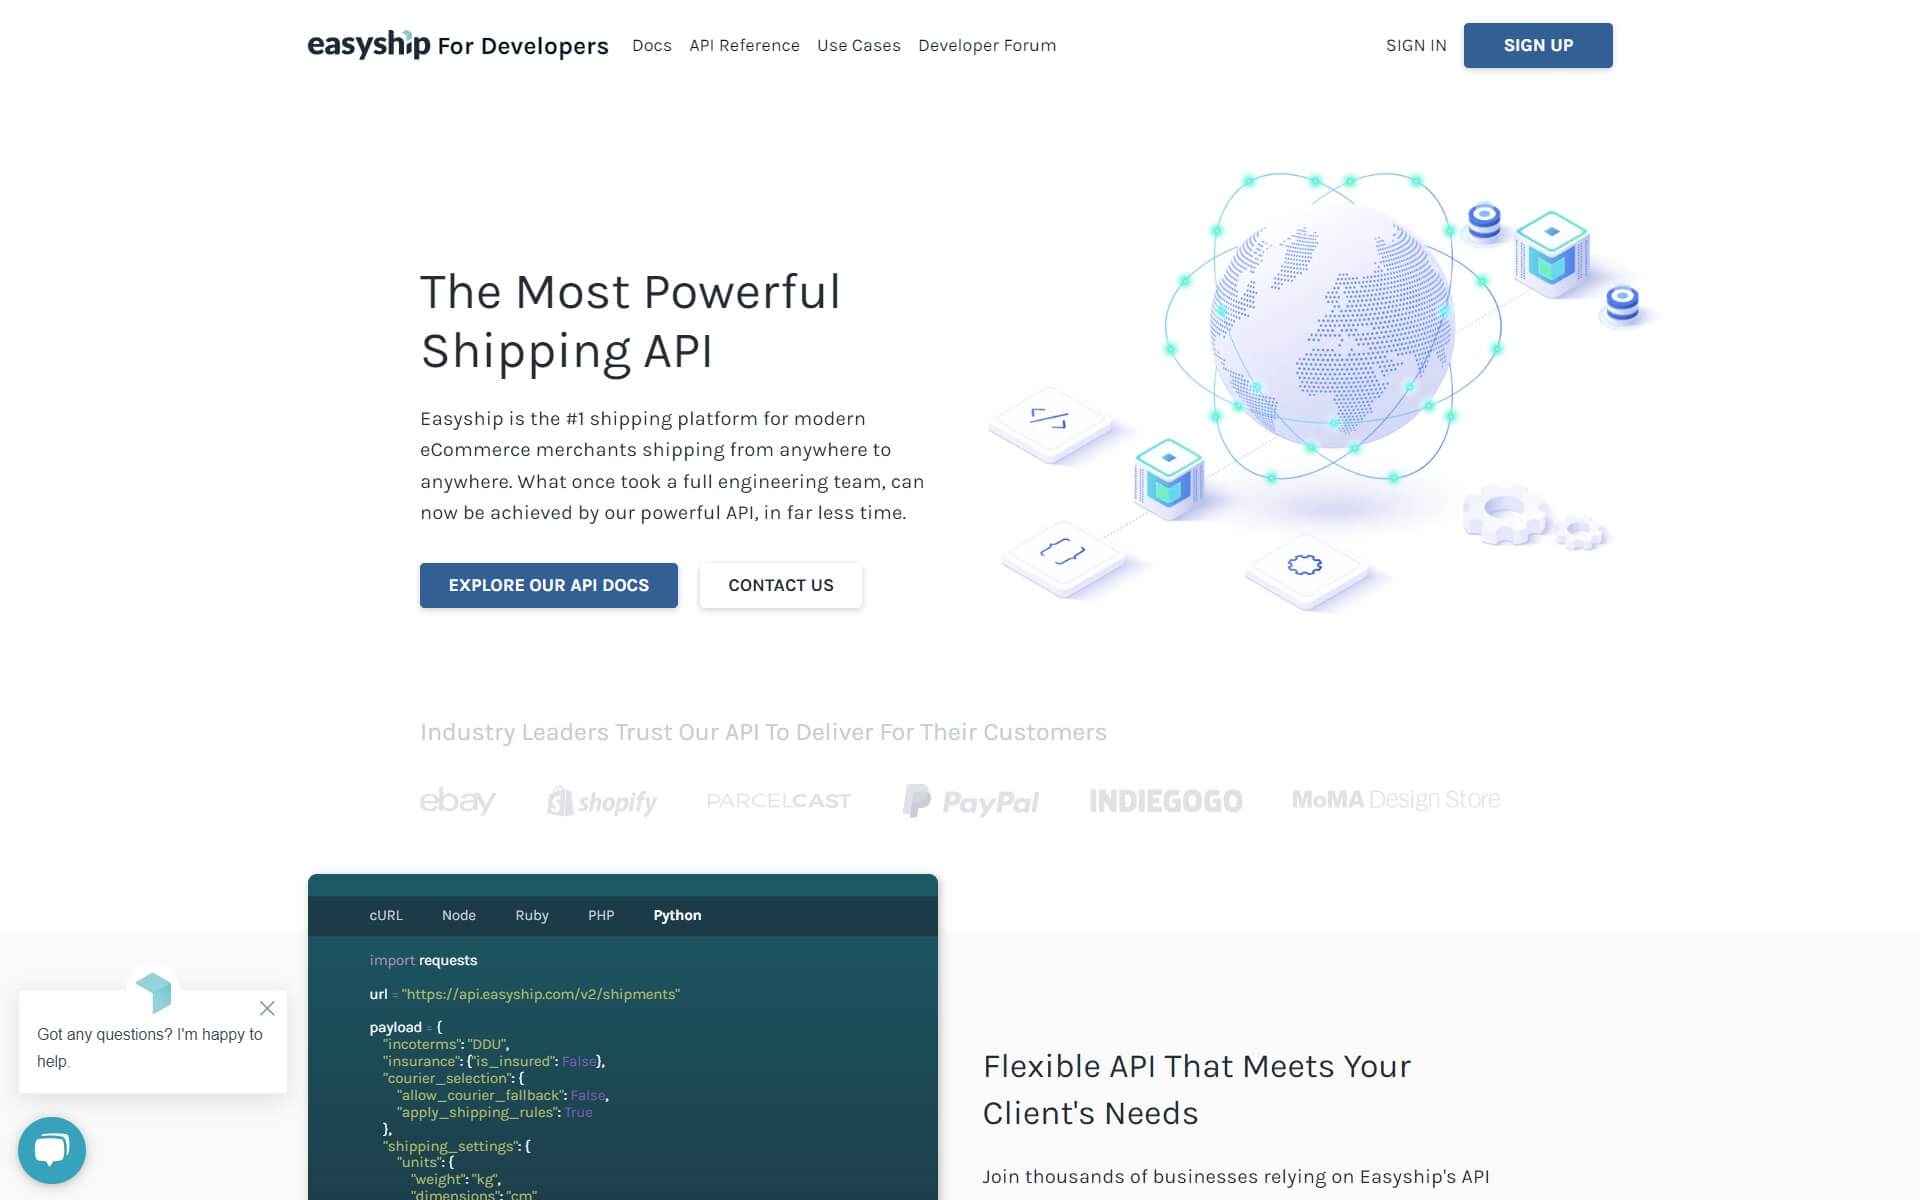 easyship For Developers
Docs
API Reference
Use Cases
Developer Forum
SIGN IN
SIGN UP
The Most Powerful
Shipping API
Easyship is the #1 shipping platform for modern
eCommerce merchants shipping from anywhere to
anywhere. What once took a full engineering team, can
now be achieved by our powerful API, in far less time.
EXPLORE OUR API DOCS
CONTACT US
</>
{}
Industry Leaders Trust Our API To Deliver For Their Customers
ebay
shopify
PARCELCAST
PayPal
INDIEGOGO
MoMA Design Store
cURL
Node
Ruby
PHP
Python
import requests
url = "https://api.easyship.com/v2/shipments"
payload = {
"incoterms": "DDU",
"insurance": {"is_insured": False},
"courier_selection": {
"allow_courier_fallback": False,
"apply_shipping_rules": True
},
"shipping_settings": {
"units": {
"weight": "kg",
"dimensions": "cm"
Got any questions? I'm happy to
help.
Flexible API That Meets Your
Client's Needs
Join thousands of businesses relying on Easyship's API